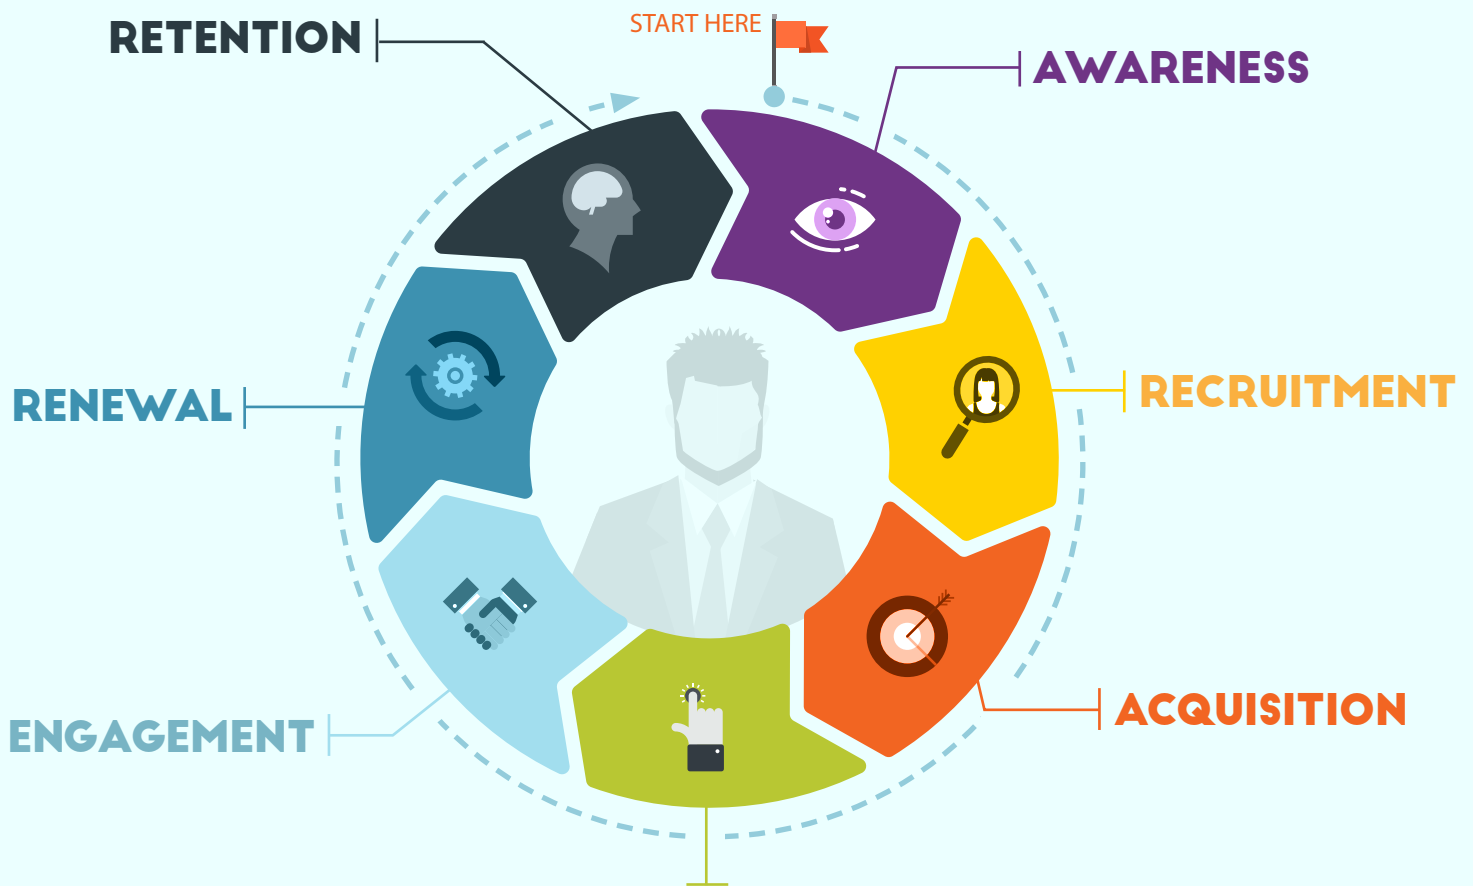 START HERE
AWARENESS
RECRUITMENT
ACQUISITION
ENGAGEMENT
RENEWAL
RETENTION